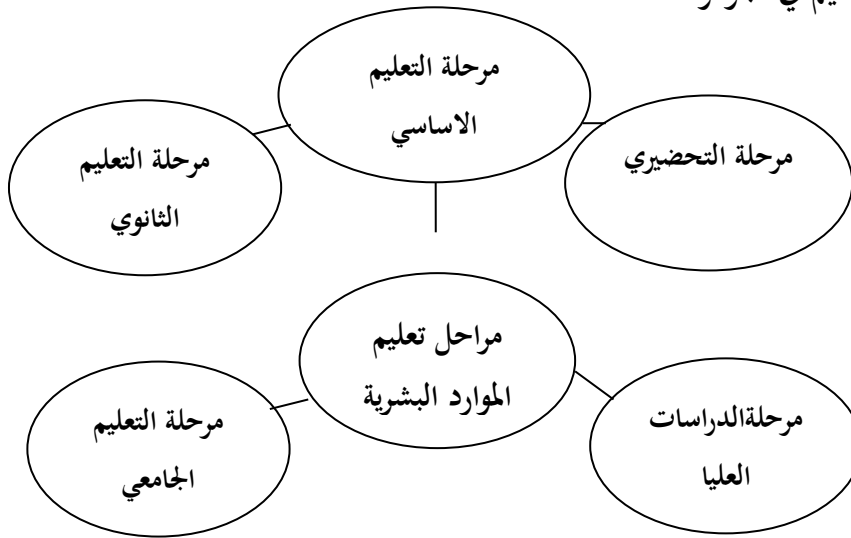 مرحلة التعليم
الاساسي
مرحلة التحضيري
مرحلة التعليم
الثانوي
مراحل تعليم
الموارد البشرية
مرحلةالدراسات
العليا
مرحلة التعليم
الجامعي